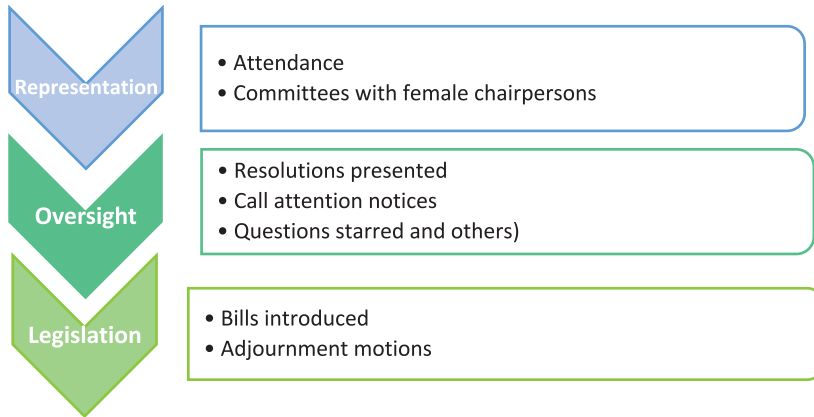 Representation
• Attendance
• Committees with female chairpersons
Oversight
• Resolutions presented
• Call attention notices
• Questions starred and others)
Legislation
• Bills introduced
• Adjournment motions